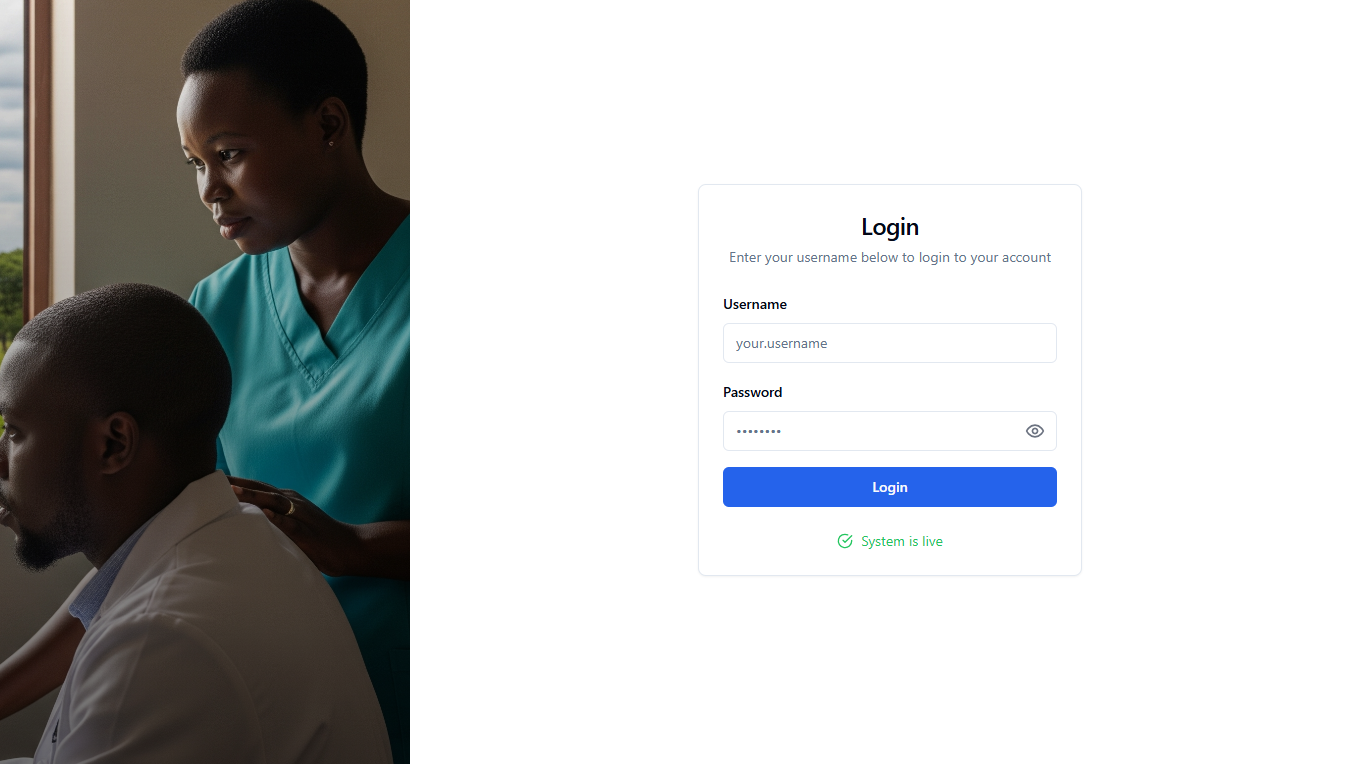 Login
Enter your username below to login to your account
Username
your.username
Password
••••••••
Login
System is live